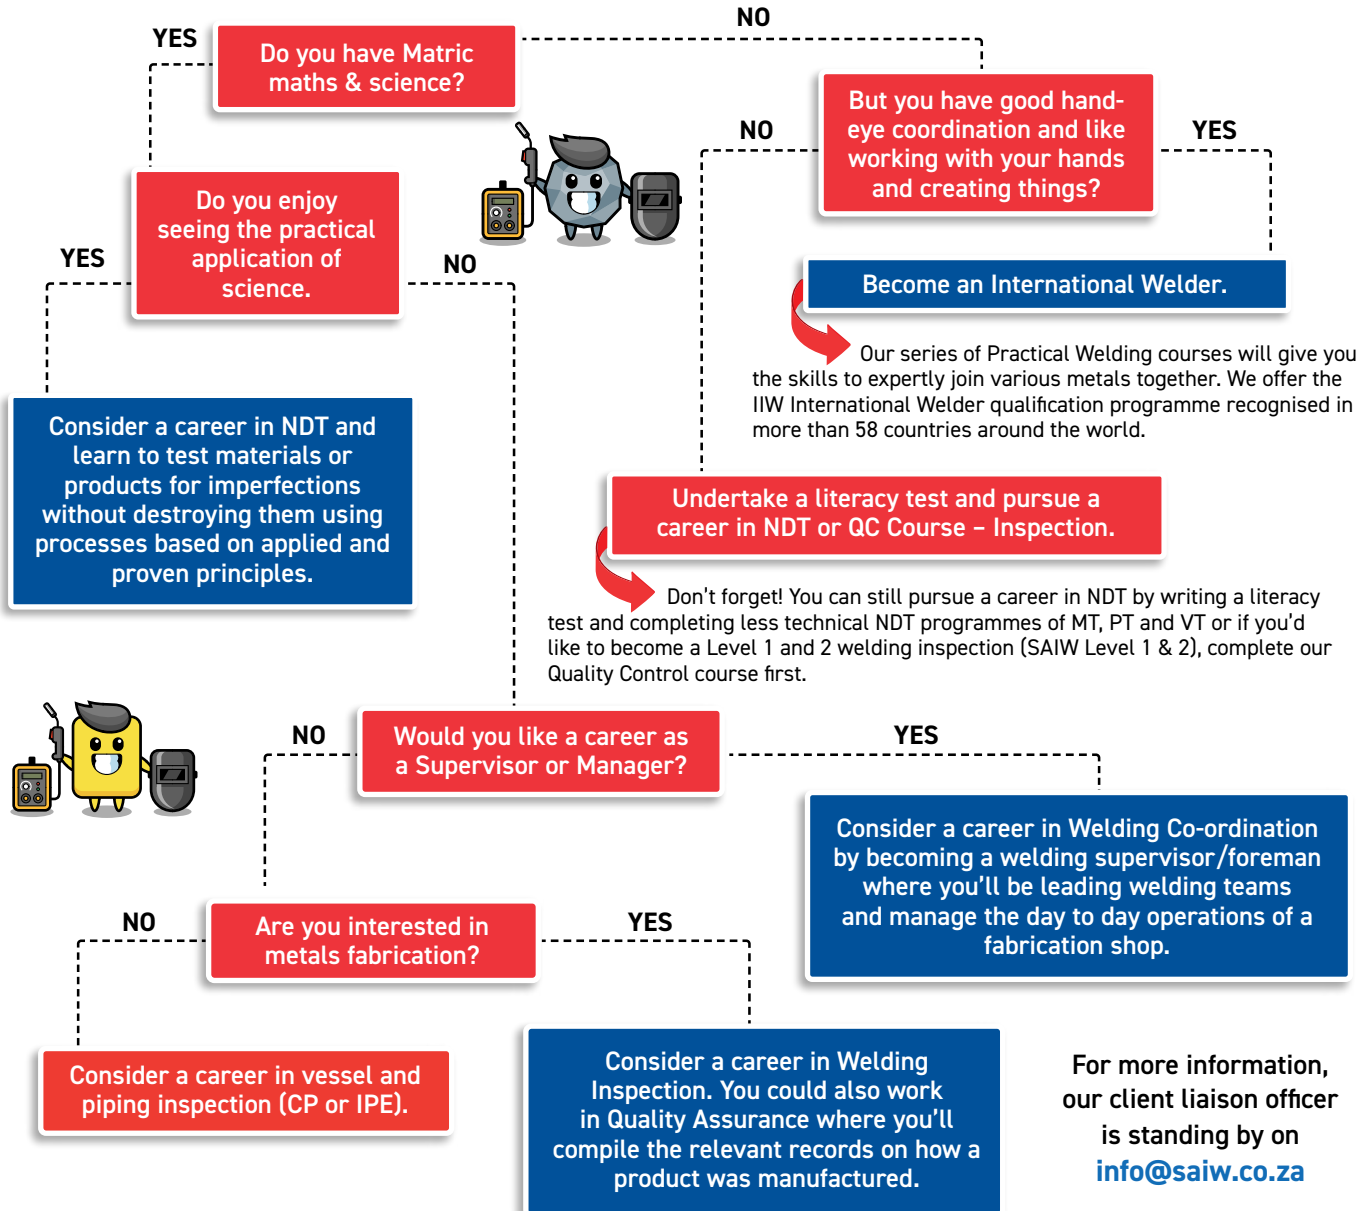 NO
YES
Do you have Matric
maths & science?
But you have good hand-
eye coordination and like
working with your hands
and creating things?
NO
YES
Do you enjoy
seeing the practical
application of
science.
YES
NO
Become an International Welder.
Our series of Practical Welding courses will give you
the skills to expertly join various metals together. We offer the
IIW International Welder qualification programme recognised in
more than 58 countries around the world.
Consider a career in NDT and
learn to test materials or
products for imperfections
without destroying them using
processes based on applied and
proven principles.
Undertake a literacy test and pursue a
career in NDT or QC Course – Inspection.
Don't forget! You can still pursue a career in NDT by writing a literacy
test and completing less technical NDT programmes of MT, PT and VT or if you'd
like to become a Level 1 and 2 welding inspection (SAIW Level 1 & 2), complete our
Quality Control course first.
NO
Would you like a career as
a Supervisor or Manager?
YES
Consider a career in Welding Co-ordination
by becoming a welding supervisor/foreman
where you'll be leading welding teams
and manage the day to day operations of a
fabrication shop.
NO
Are you interested in
metals fabrication?
YES
Consider a career in vessel and
piping inspection (CP or IPE).
Consider a career in Welding
Inspection. You could also work
in Quality Assurance where you'll
compile the relevant records on how a
product was manufactured.
For more information,
our client liaison officer
is standing by on
info@saiw.co.za